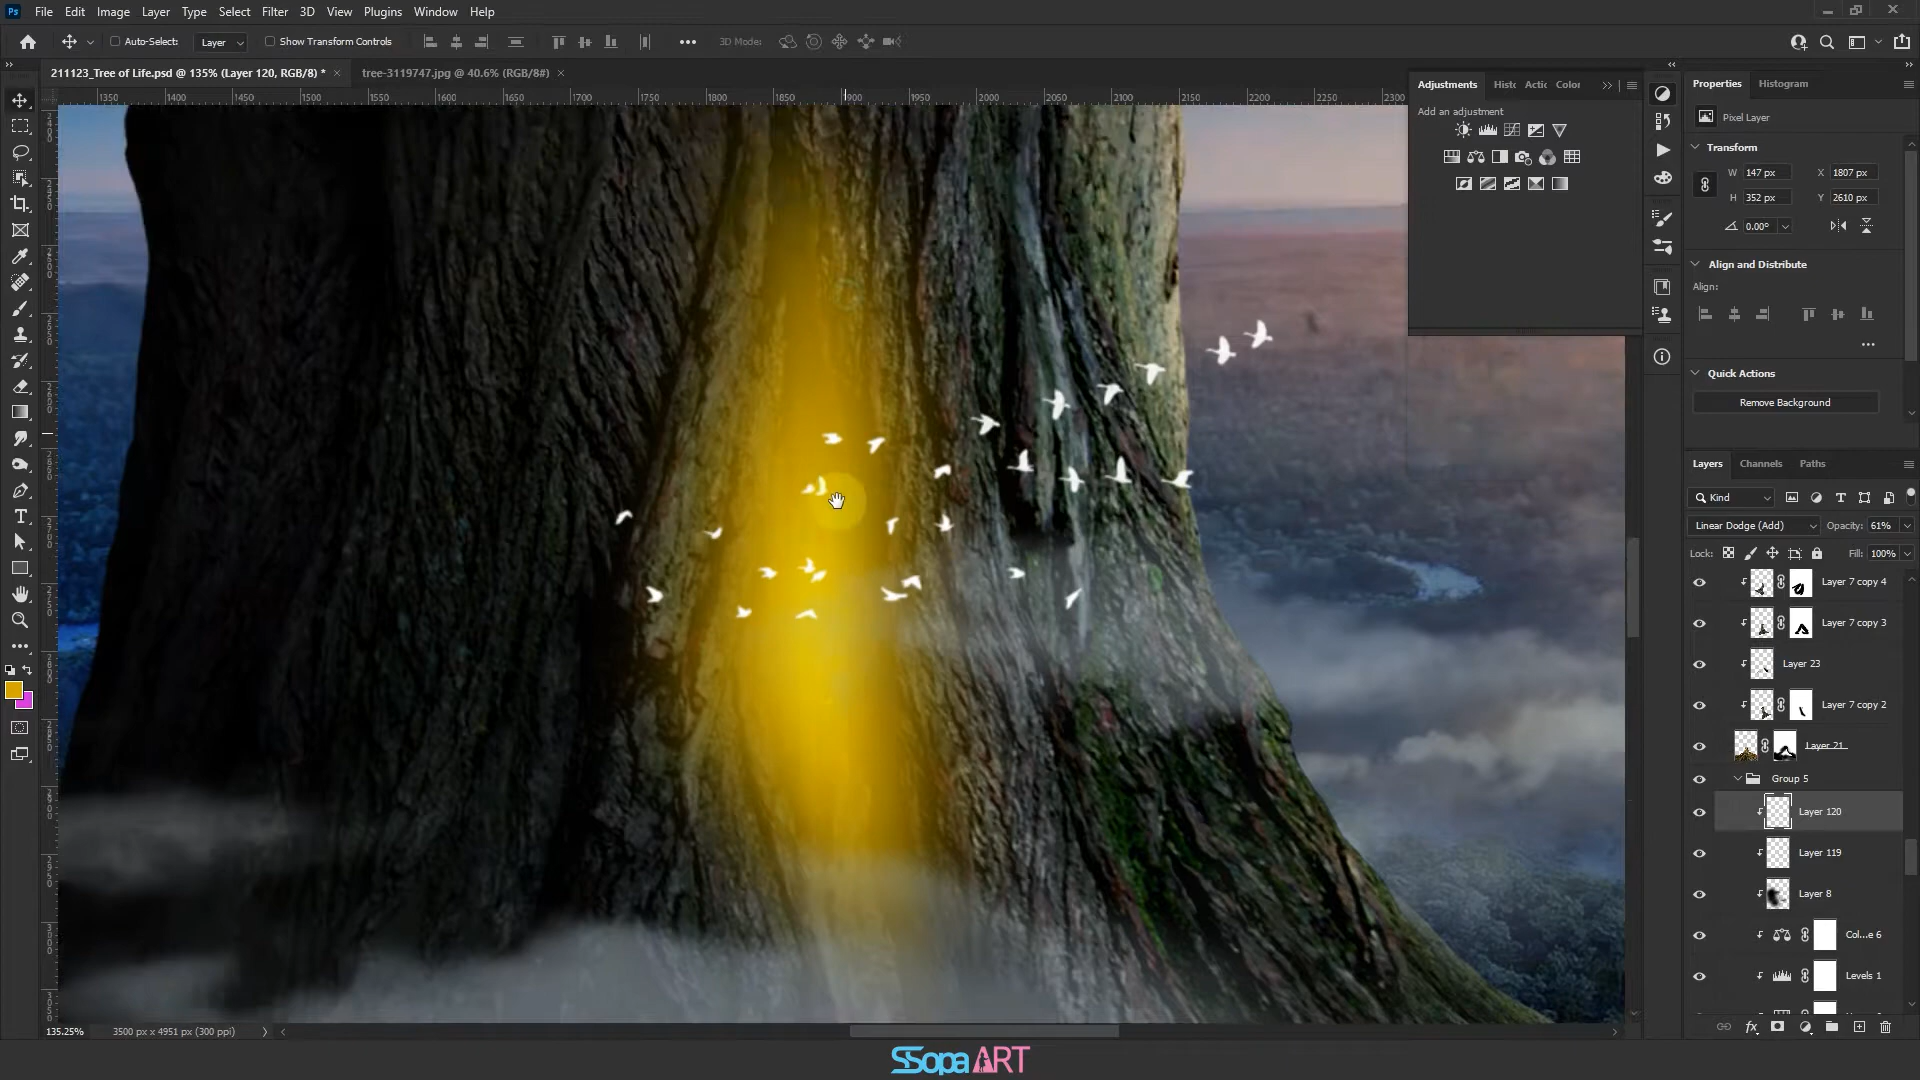 Ps File Edit Image Layer Type Select Filter 3D View Plugins Window Help
Auto-Select: Layer Show Transform Controls 3D Mode:
211123_Tree of Life.psd @ 135% (Layer 120, RGB/8) * tree-3119747.jpg @ 40.6% (RGB/8#)
1350 1400 1450 1500 1550 1600 1650 1700 1750 1800 1850 1900 1950 2000 2050 2100 2150 2200 2250 2300
Adjustments Histc Actic Color
Add an adjustment
Properties Histogram
Pixel Layer
Transform
W 147 px X 1807 px
H 352 px Y 2610 px
0.00°
Align and Distribute
Align:
Quick Actions
Remove Background
Layers Channels Paths
Kind
Linear Dodge (Add) Opacity: 61%
Lock: Fill: 100%
Layer 7 copy 4
Layer 7 copy 3
Layer 23
Layer 7 copy 2
Layer 21
Group 5
Layer 120
Layer 119
Layer 8
Col...e 6
Levels 1
135.25% 3500 px x 4951 px (300 ppi)
SSopaART